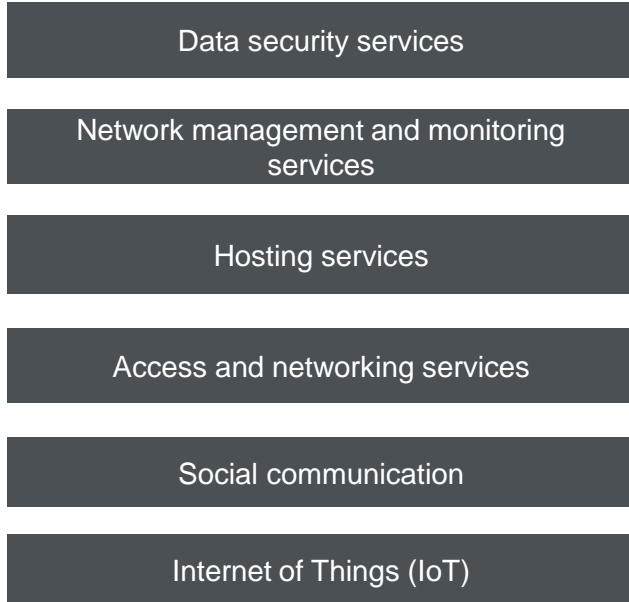 Data security services
Network management and monitoring
services
Hosting services
Access and networking services
Social communication
Internet of Things (IoT)